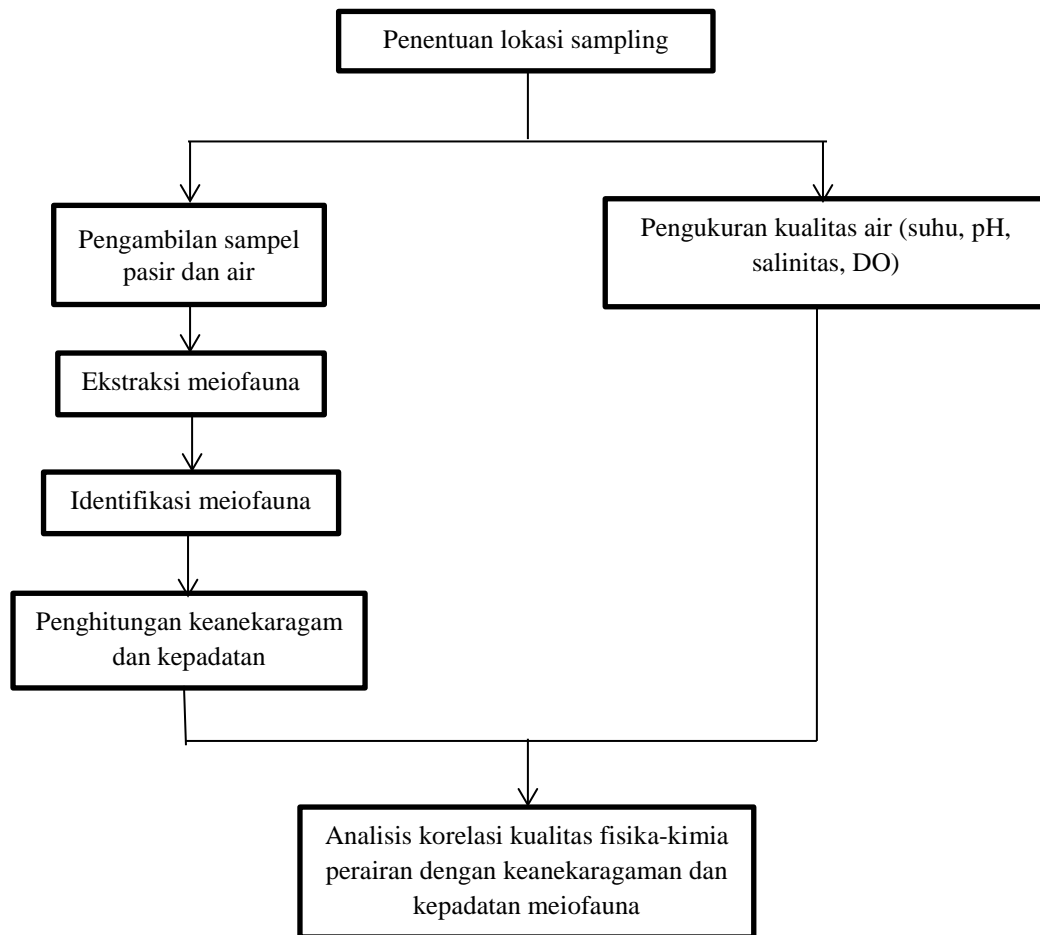 Penentuan lokasi sampling
Pengambilan sampel
pasir dan air
Pengukuran kualitas air (suhu, pH,
salinitas, DO)
Ekstraksi meiofauna
Identifikasi meiofauna
Penghitungan keanekaragam
dan kepadatan
Analisis korelasi kualitas fisika-kimia
perairan dengan keanekaragaman dan
kepadatan meiofauna